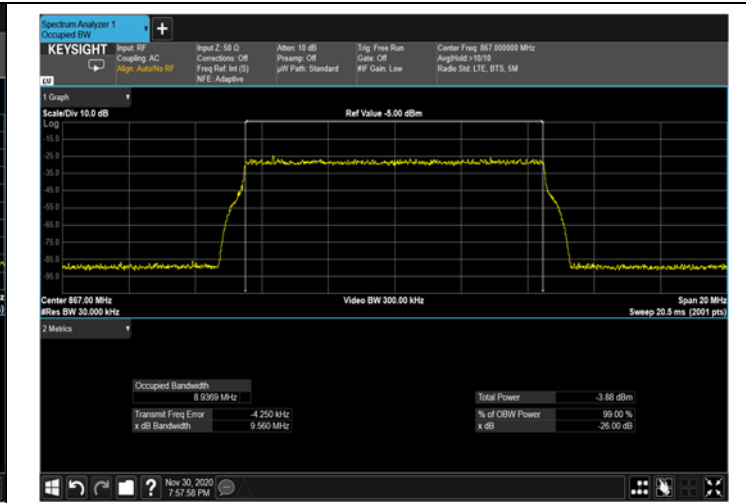 Spectrum Analyzer 1
Occupied BW
KEYSIGHT
Input: RF
Coupling: AC
Align: Auto/No RF
Input Z: 50 Ω
Corrections: Off
Freq Ref: Int (S)
NFE: Adaptive
Atten: 10 dB
Preamp: Off
µW Path: Standard
Trig: Free Run
Gate: Off
#IF Gain: Low
Center Freq: 867.000000 MHz
Avg|Hold:>10/10
Radio Std: LTE, BTS, 5M
1 Graph
Scale/Div 10.0 dB
Ref Value -5.00 dBm
Log
-15.0
-25.0
-35.0
-45.0
-55.0
-65.0
-75.0
-85.0
-95.0
Center 867.00 MHz
Video BW 300.00 kHz
Span 20 MHz
#Res BW 30.000 kHz
Sweep 20.5 ms (2001 pts)
2 Metrics
Occupied Bandwidth
8.9369 MHz
Total Power -3.88 dBm
Transmit Freq Error -4.250 kHz
% of OBW Power 99.00 %
x dB Bandwidth 9.560 MHz
x dB -26.00 dB
Nov 30, 2020
7:57:58 PM